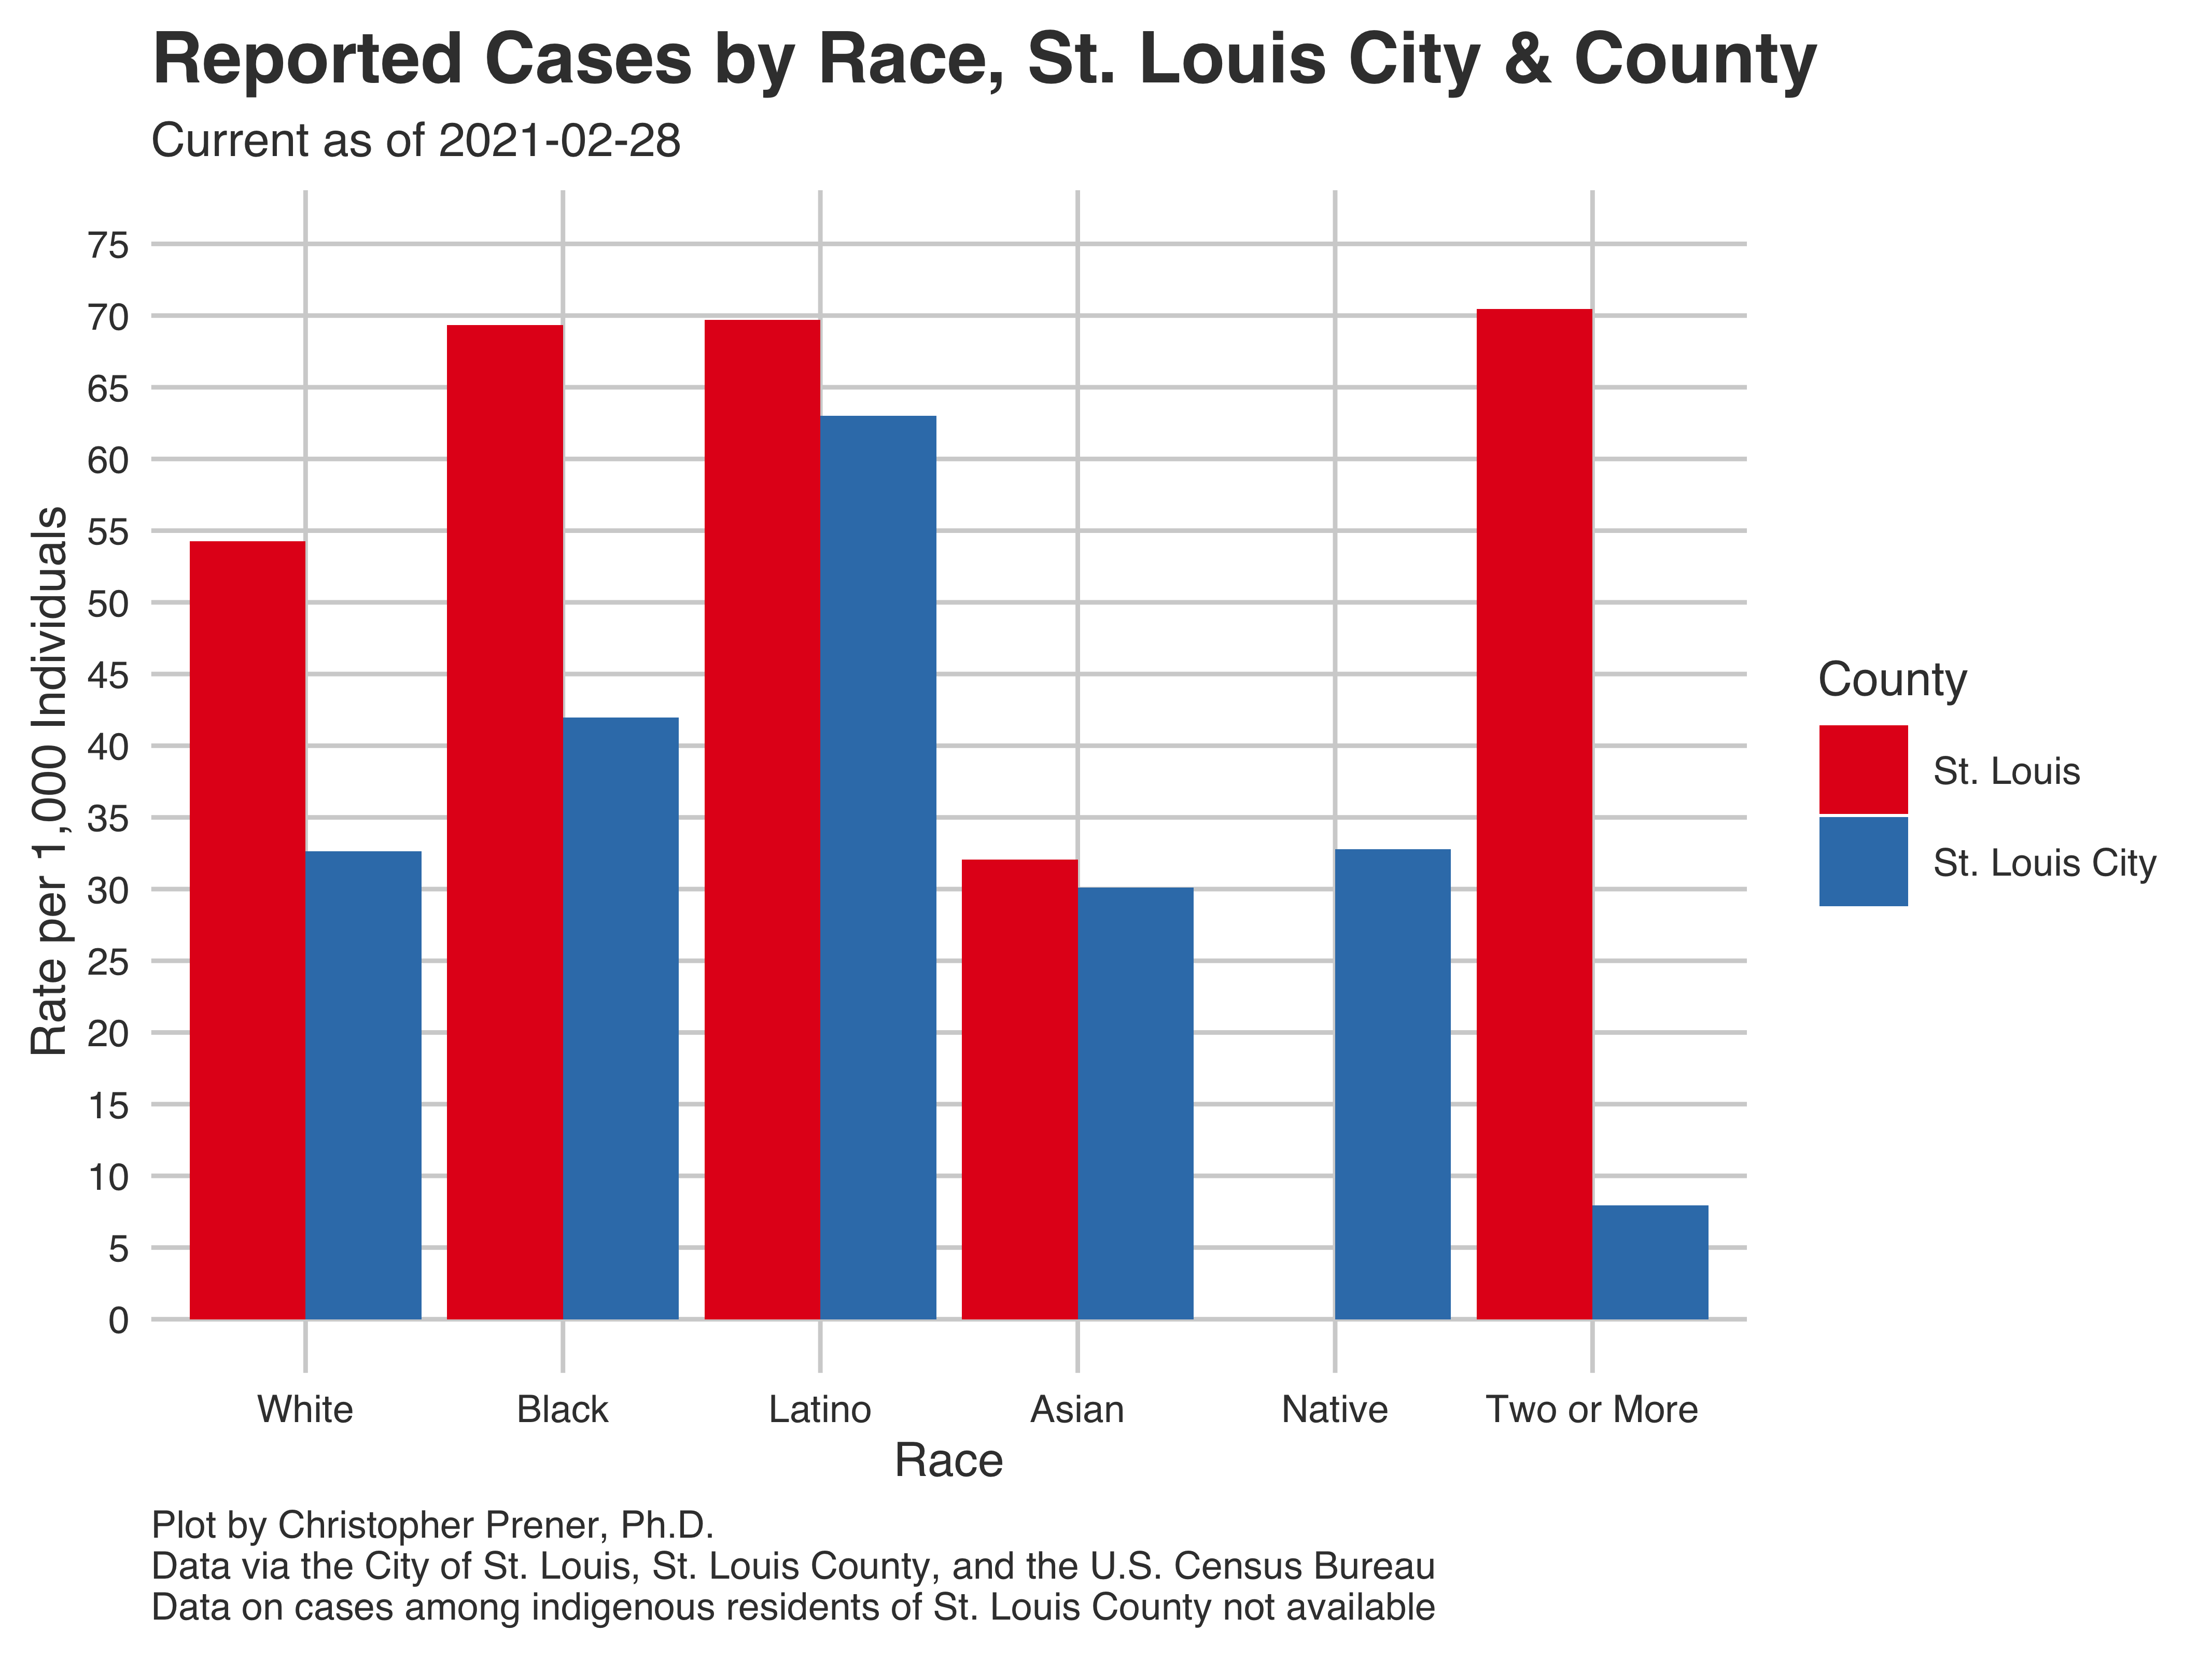 Reported Cases by Race, St. Louis City & County
Current as of 2021-02-28
Rate per 1,000 Individuals
75
70
65
60
55
50
45
40
35
30
25
20
15
10
5
0
White
Black
Latino
Asian
Native
Two or More
Race
County
St. Louis
St. Louis City
Plot by Christopher Prener, Ph.D.
Data via the City of St. Louis, St. Louis County, and the U.S. Census Bureau
Data on cases among indigenous residents of St. Louis County not available